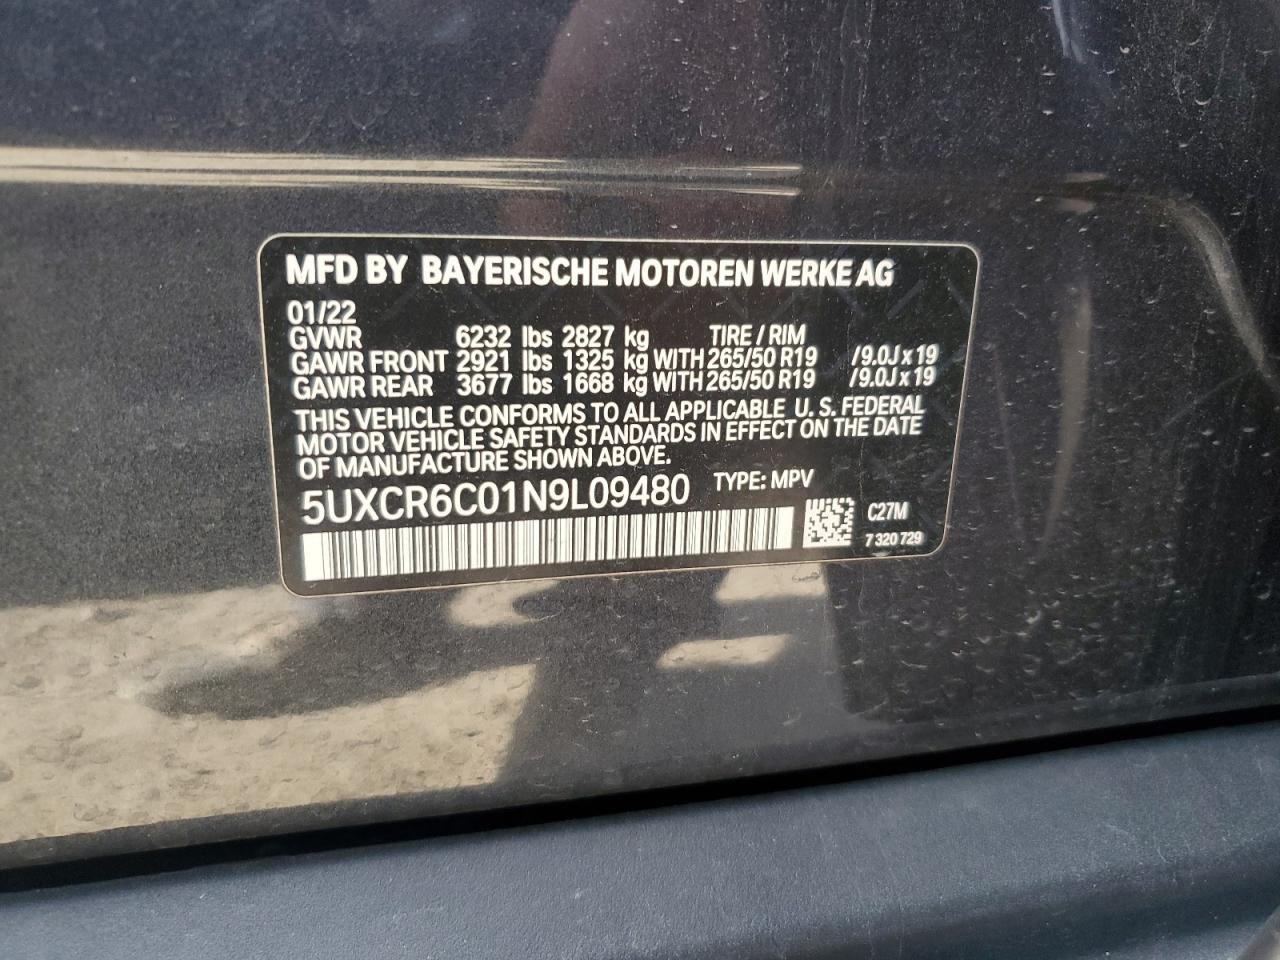 MFD BY BAYERISCHE MOTOREN WERKE AG
01/22
GVWR 6232 lbs 2827 kg TIRE / RIM
GAWR FRONT 2921 lbs 1325 kg WITH 265/50 R19 /9.0J x 19
GAWR REAR 3677 lbs 1668 kg WITH 265/50 R19 /9.0J x 19
THIS VEHICLE CONFORMS TO ALL APPLICABLE U. S. FEDERAL
MOTOR VEHICLE SAFETY STANDARDS IN EFFECT ON THE DATE
OF MANUFACTURE SHOWN ABOVE.
5UXCR6C01N9L09480 TYPE: MPV
C27M
7 320 729